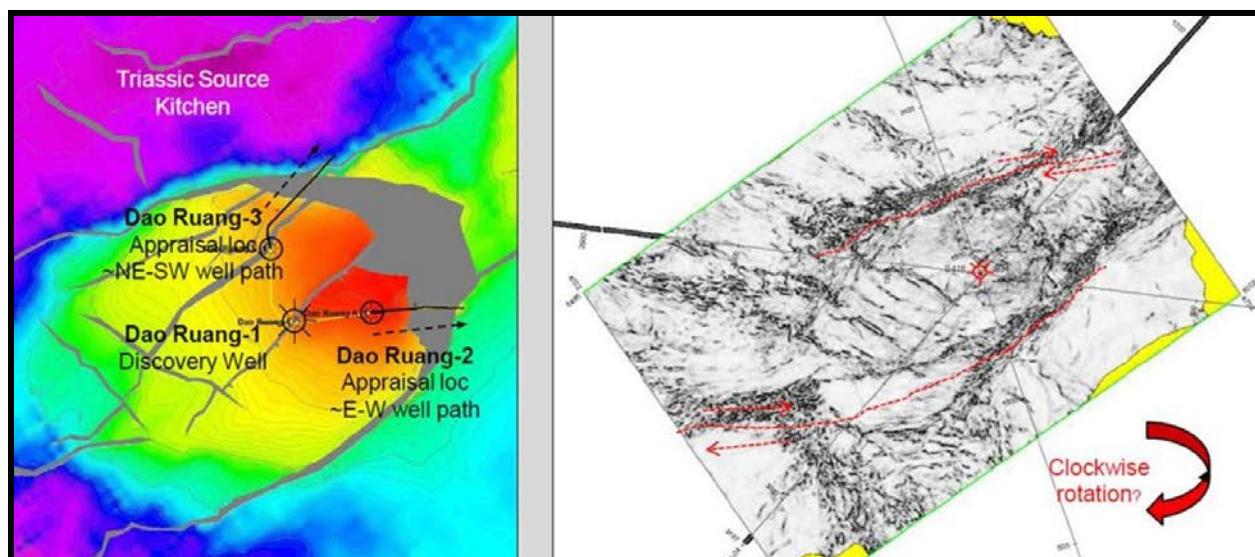 Triassic Source
Kitchen
Dao Ruang-3
Appraisal loc
~NE-SW well path
Dao Ruang-1
Discovery Well
Dao Ruang-2
Appraisal loc
~E-W well path
Clockwise
rotation?